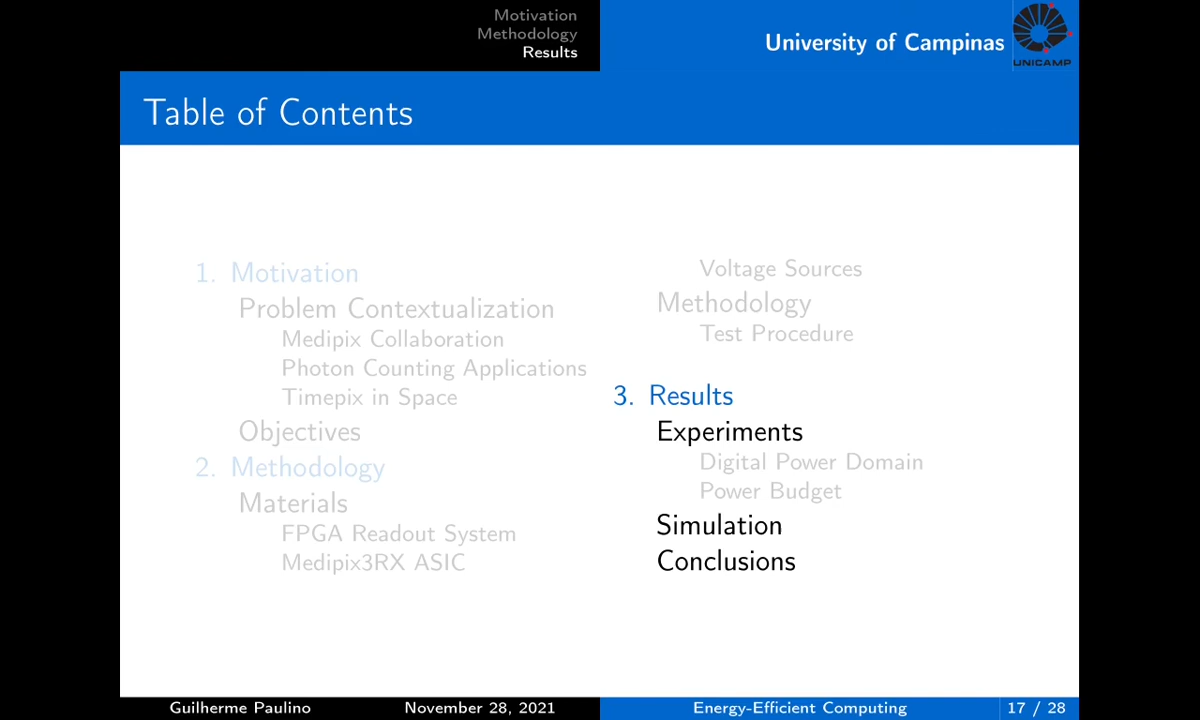 Motivation
Methodology
Results
University of Campinas
UNICAMP
Table of Contents
1. Motivation
Problem Contextualization
Medipix Collaboration
Photon Counting Applications
Timepix in Space
Objectives
2. Methodology
Materials
FPGA Readout System
Medipix3RX ASIC
Voltage Sources
Methodology
Test Procedure
3. Results
Experiments
Digital Power Domain
Power Budget
Simulation
Conclusions
Guilherme Paulino
November 28, 2021
Energy-Efficient Computing
17 / 28